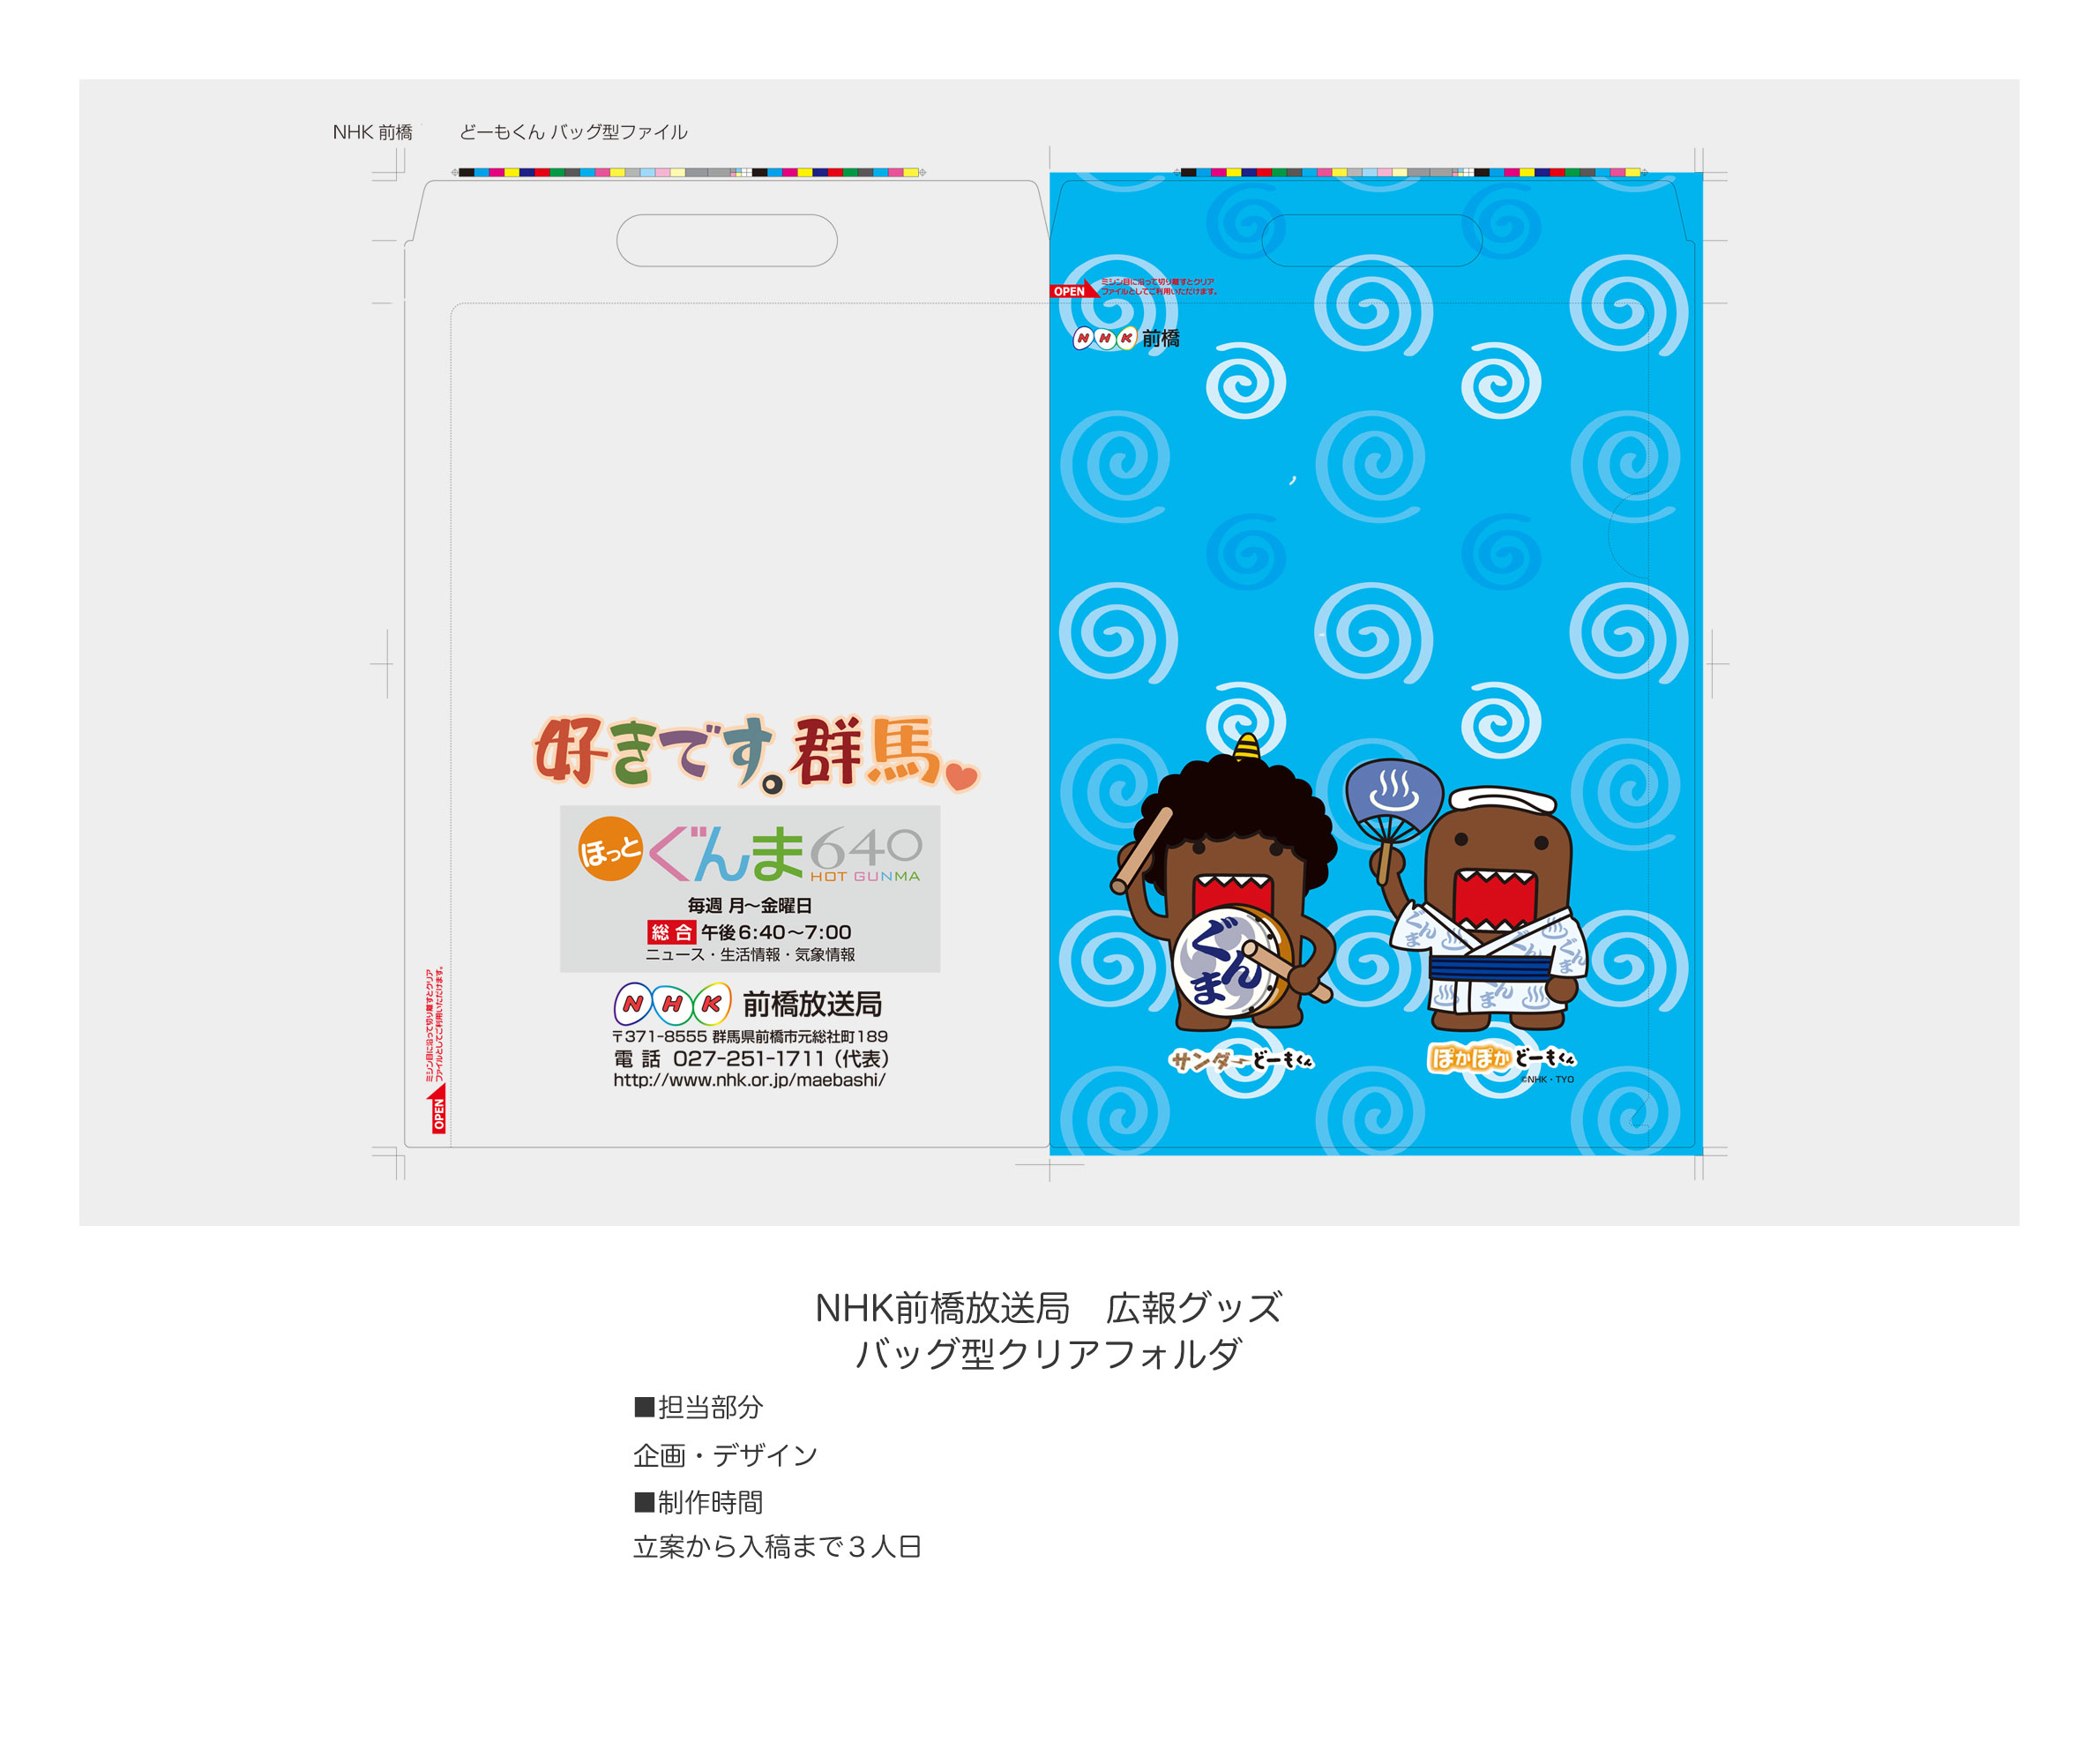 NHK 前橋 どーもくん バッグ型ファイル
好きです。群馬
ほっと ぐんま 640
HOT GUNMA
毎週 月〜金曜日
総合 午後6:40〜7:00
ニュース・生活情報・気象情報
NHK 前橋放送局
〒371-8555 群馬県前橋市元総社町189
電話 027-251-1711（代表）
http://www.nhk.or.jp/maebashi/
OPEN
ミシン目に沿って切り離すとクリア
ファイルとしてご利用いただけます。
OPEN
ミシン目に沿って切り離すとクリア
ファイルとしてご利用いただけます。
NHK 前橋
ぐんま
ぐんま
ぐんま
ぐんま
サンダーどーもくん
ぽかぽかどーもくん
©NHK・TYO
NHK前橋放送局　広報グッズ
バッグ型クリアフォルダ
■担当部分
企画・デザイン
■制作時間
立案から入稿まで３人日